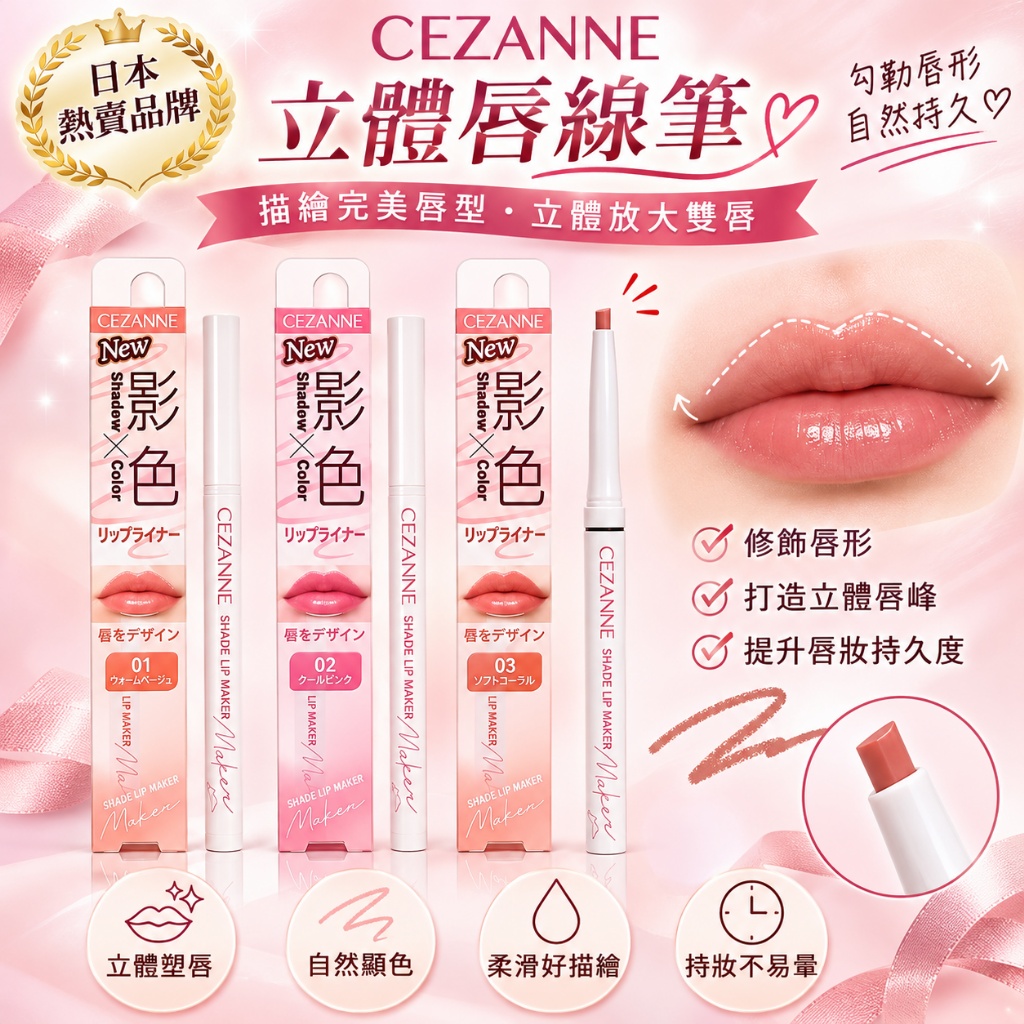 日本
熱賣品牌
CEZANNE
立體唇線筆
勾勒唇形
自然持久
描繪完美唇型・立體放大雙唇
CEZANNE
New
影色
Shadow × Color
リップライナー
唇をデザイン
01
ウォームベージュ
LIP MAKER
SHADE LIP MAKER
Maker
CEZANNE SHADE LIP MAKER Maker
CEZANNE
New
影色
Shadow × Color
リップライナー
唇をデザイン
02
クールピンク
LIP MAKER
SHADE LIP MAKER
Maker
CEZANNE SHADE LIP MAKER Maker
CEZANNE
New
影色
Shadow × Color
リップライナー
唇をデザイン
03
ソフトコーラル
LIP MAKER
SHADE LIP MAKER
Maker
CEZANNE SHADE LIP MAKER Maker
修飾唇形
打造立體唇峰
提升唇妝持久度
立體塑唇
自然顯色
柔滑好描繪
持妝不易暈